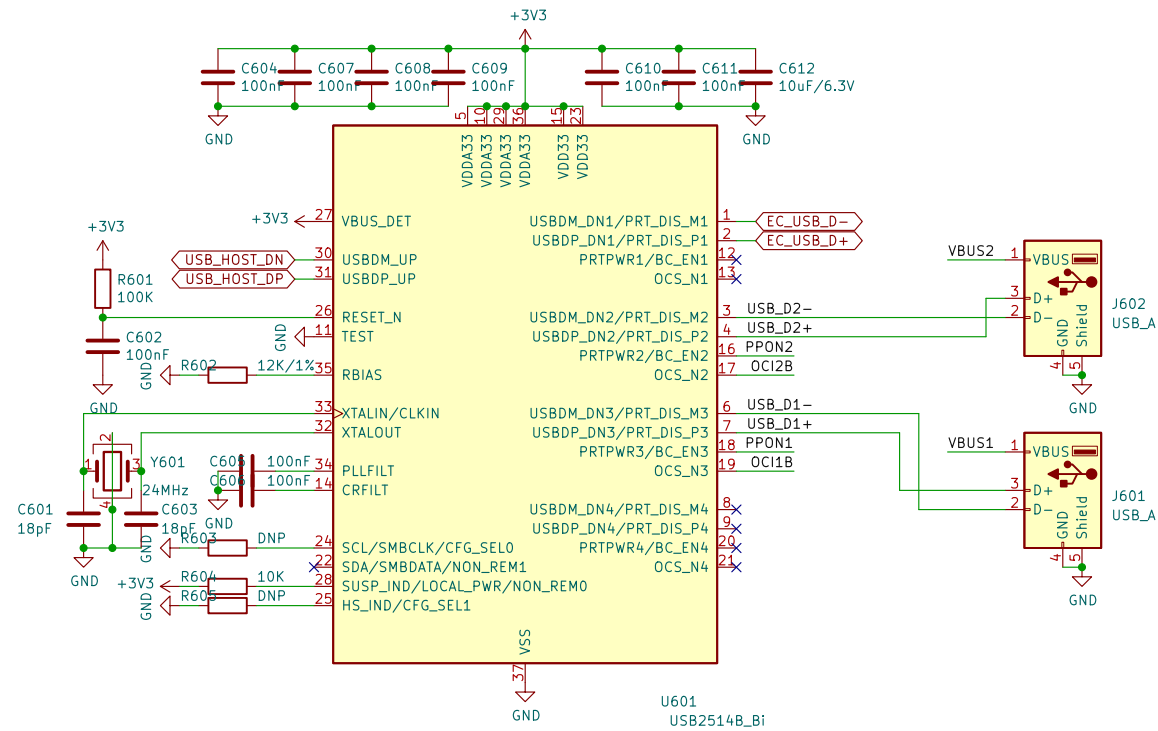 +3V3
C604
100nF
C607
100nF
C608
100nF
C609
100nF
C610
100nF
C611
100nF
C612
10uF/6.3V
GND
GND
5
10
29
36
15
23
VDDA33
VDDA33
VDDA33
VDDA33
VDD33
VDD33
+3V3
27
VBUS_DET
USB_HOST_DN
30
USBDM_UP
USB_HOST_DP
31
USBDP_UP
+3V3
R601
100K
26
RESET_N
GND
11
TEST
C602
100nF
GND
GND
R602
12K/1%
35
RBIAS
33
XTALIN/CLKIN
32
XTALOUT
2
1
3
4
Y601
24MHz
C601
18pF
C603
18pF
GND
C605
100nF
34
PLLFILT
C606
100nF
14
CRFILT
GND
GND
R603
DNP
24
SCL/SMBCLK/CFG_SEL0
22
SDA/SMBDATA/NON_REM1
+3V3
R604
10K
28
SUSP_IND/LOCAL_PWR/NON_REM0
GND
R605
DNP
25
HS_IND/CFG_SEL1
USBDM_DN1/PRT_DIS_M1
1
EC_USB_D-
USBDP_DN1/PRT_DIS_P1
2
EC_USB_D+
PRTPWR1/BC_EN1
12
OCS_N1
13
USBDM_DN2/PRT_DIS_M2
3
USB_D2-
USBDP_DN2/PRT_DIS_P2
4
USB_D2+
PRTPWR2/BC_EN2
16
PPON2
OCS_N2
17
OCI2B
USBDM_DN3/PRT_DIS_M3
6
USB_D1-
USBDP_DN3/PRT_DIS_P3
7
USB_D1+
PRTPWR3/BC_EN3
18
PPON1
OCS_N3
19
OCI1B
USBDM_DN4/PRT_DIS_M4
8
USBDP_DN4/PRT_DIS_P4
9
PRTPWR4/BC_EN4
20
OCS_N4
21
VSS
37
GND
U601
USB2514B_Bi
VBUS2
1
VBUS
3
D+
2
D-
GND
Shield
4
5
GND
J602
USB_A
VBUS1
1
VBUS
3
D+
2
D-
GND
Shield
4
5
GND
J601
USB_A